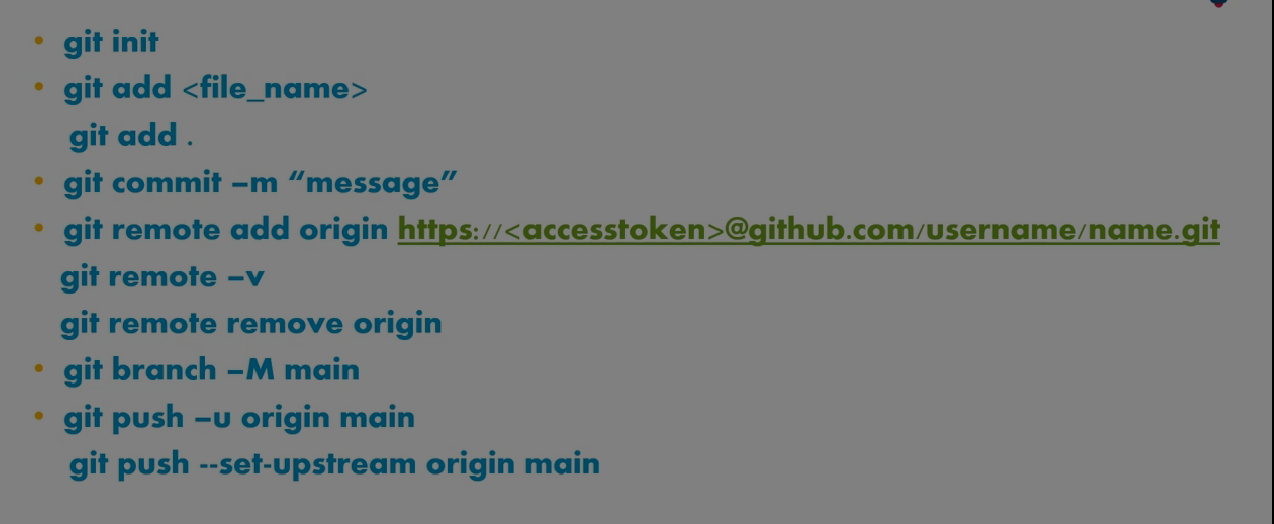 • git init
• git add <file_name>
git add .
• git commit –m “message”
• git remote add origin https://<accesstoken>@github.com/username/name.git
git remote –v
git remote remove origin
• git branch –M main
• git push –u origin main
git push --set-upstream origin main